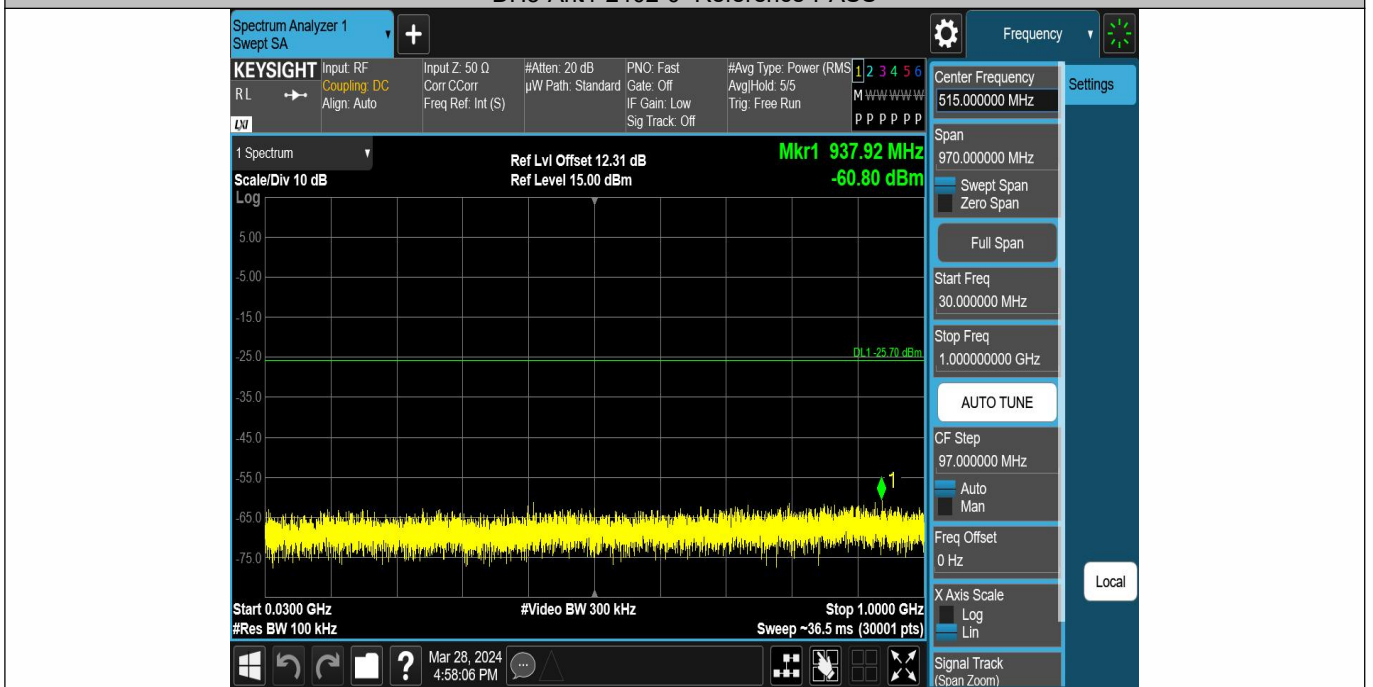 Spectrum Analyzer 1
Swept SA
Frequency
KEYSIGHT
RL
LXI
Input: RF
Coupling: DC
Align: Auto
Input Z: 50 Ω
Corr CCorr
Freq Ref: Int (S)
#Atten: 20 dB
µW Path: Standard
PNO: Fast
Gate: Off
IF Gain: Low
Sig Track: Off
#Avg Type: Power (RMS
Avg|Hold: 5/5
Trig: Free Run
1 2 3 4 5 6
M W W W W W
P P P P P P
1 Spectrum
Scale/Div 10 dB
Log
Ref Lvl Offset 12.31 dB
Ref Level 15.00 dBm
Mkr1 937.92 MHz
-60.80 dBm
5.00
-5.00
-15.0
-25.0
DL1 -25.70 dBm
-35.0
-45.0
-55.0
1
-65.0
-75.0
Start 0.0300 GHz
#Res BW 100 kHz
#Video BW 300 kHz
Stop 1.0000 GHz
Sweep ~36.5 ms (30001 pts)
Mar 28, 2024
4:58:06 PM
Center Frequency
515.000000 MHz
Span
970.000000 MHz
Swept Span
Zero Span
Full Span
Start Freq
30.000000 MHz
Stop Freq
1.000000000 GHz
AUTO TUNE
CF Step
97.000000 MHz
Auto
Man
Freq Offset
0 Hz
X Axis Scale
Log
Lin
Signal Track
(Span Zoom)
Settings
Local